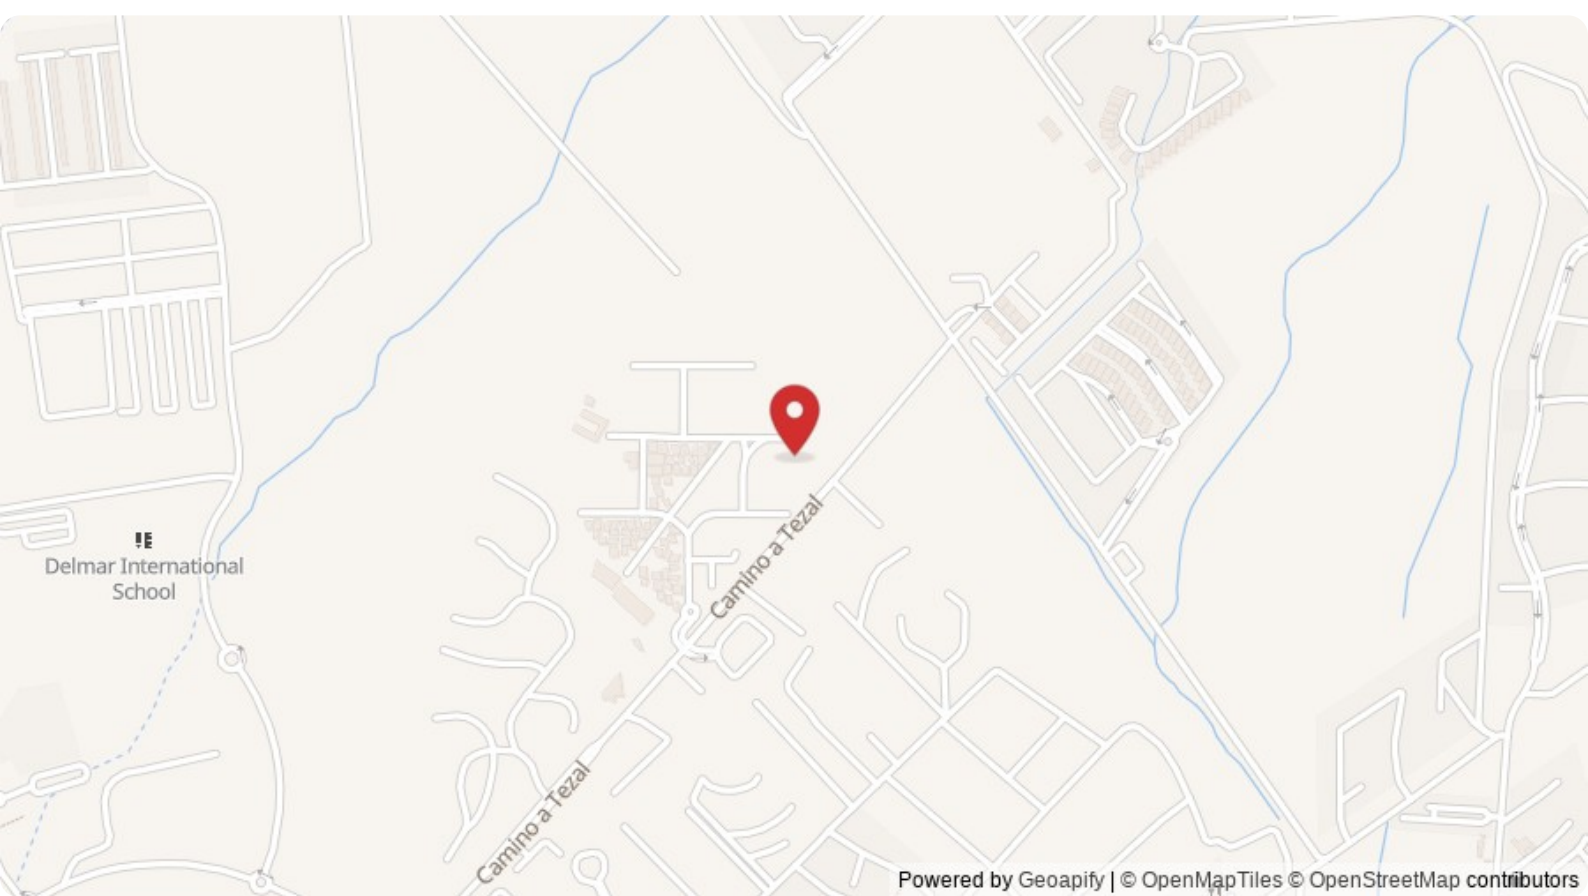 Camino a Tezal
Delmar International
School
Camino a Tezal
Powered by Geoapify | © OpenMapTiles © OpenStreetMap contributors